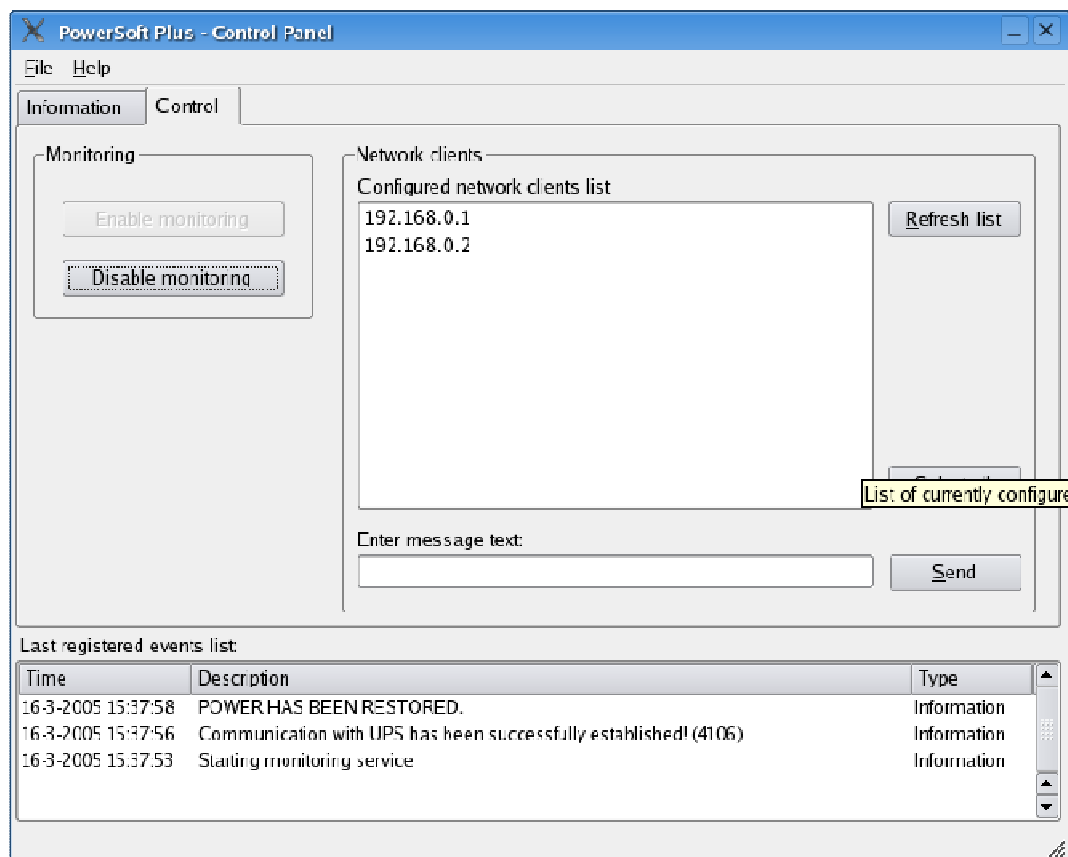 PowerSoft Plus - Control Panel
File Help
Information Control
Monitoring
Enable monitoring
Disable monitoring
Network clients
Configured network clients list
192.168.0.1
192.168.0.2
Refresh list
List of currently configure
Enter message text:
Send
Last registered events list:
Time Description Type
16-3-2005 15:37:58 POWER HAS BEEN RESTORED. Information
16-3-2005 15:37:56 Communication with UPS has been successfully established! (4106) Information
16-3-2005 15:37:53 Starting monitoring service Information